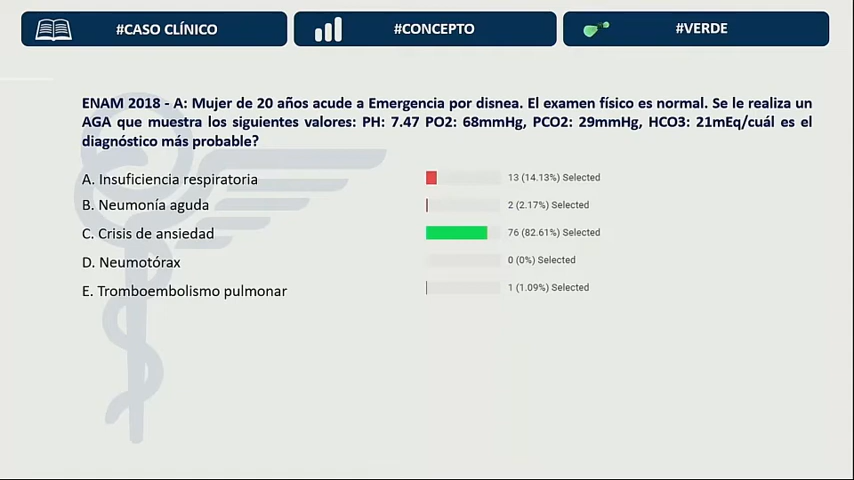 #CASO CLÍNICO
#CONCEPTO
#VERDE
ENAM 2018 - A: Mujer de 20 años acude a Emergencia por disnea. El examen físico es normal. Se le realiza un
AGA que muestra los siguientes valores: PH: 7.47 PO2: 68mmHg, PCO2: 29mmHg, HCO3: 21mEq/cuál es el
diagnóstico más probable?
A. Insuficiencia respiratoria 13 (14.13%) Selected
B. Neumonía aguda 2 (2.17%) Selected
C. Crisis de ansiedad 76 (82.61%) Selected
D. Neumotórax 0 (0%) Selected
E. Tromboembolismo pulmonar 1 (1.09%) Selected